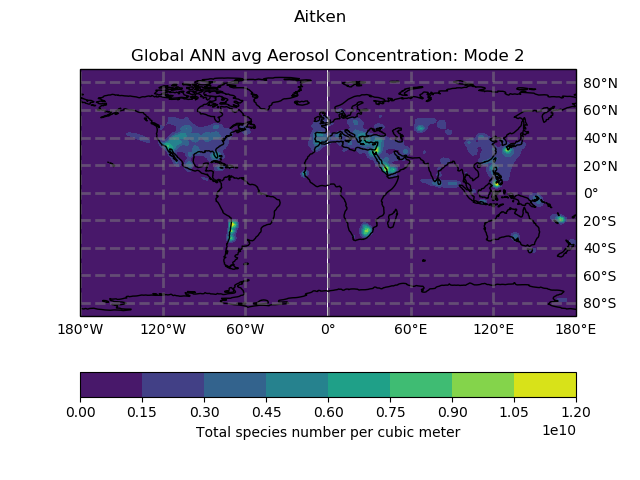 Aitken
Global ANN avg Aerosol Concentration: Mode 2
80°N
60°N
40°N
20°N
0°
20°S
40°S
60°S
80°S
180°W 120°W 60°W 0° 60°E 120°E 180°E
0.00 0.15 0.30 0.45 0.60 0.75 0.90 1.05 1.20
1e10
Total species number per cubic meter